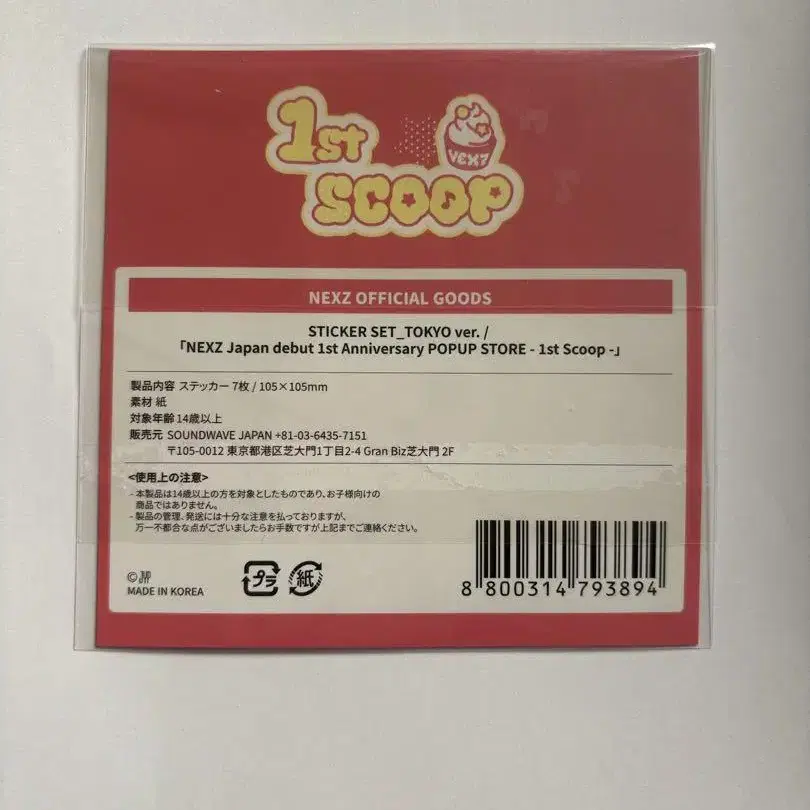 1st
SCOOP
NEXZ
NEXZ OFFICIAL GOODS
STICKER SET_TOKYO ver. /
「NEXZ Japan debut 1st Anniversary POPUP STORE - 1st Scoop -」
製品内容 ステッカー 7枚 / 105×105mm
素材 紙
対象年齢 14歳以上
販売元 SOUNDWAVE JAPAN +81-03-6435-7151
〒105-0012 東京都港区芝大門1丁目2-4 Gran Biz芝大門 2F
<使用上の注意>
- 本製品は14歳以上の方を対象としたものであり、お子様向けの
商品ではありません。
- 製品の管理、発送には十分な注意を払っておりますが、
万一不都合な点がございましたらお手数ですが上記までご連絡ください。
© JYP
MADE IN KOREA
プラ
紙
8 800314 793894